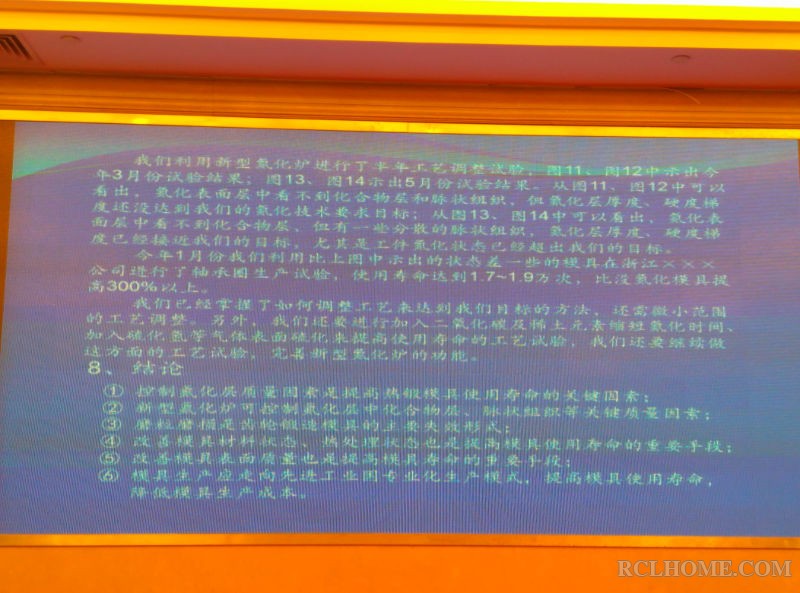 我们利用新型氮化炉进行了半年工艺调整试验，图11、图12中示出今
年3月份试验结果；图13、图14示出5月份试验结果。从图11、图12中可以
看出，氮化表面层中看不到化合物层和脉状组织，但氮化层厚度、硬度梯
度还没达到我们的氮化技术要求目标；从图13、图14中可以看出，氮化表
面层中看不到化合物层、但有一些分散的脉状组织，氮化层厚度、硬度梯
度已经接近我们的目标，尤其是工件氮化状态已经超出我们的目标。
今年1月份我们利用比上图中示出的状态差一些的模具在浙江×××
公司进行了轴承圈生产试验，使用寿命达到1.7~1.9万次，比没氮化模具提
高300%以上。
我们已经掌握了如何调整工艺来达到我们目标的方法，还需微小范围
的工艺调整。另外，我们还要进行加入二氧化碳及稀土元素缩短氮化时间、
加入硫化氢等气体表面硫化来提高使用寿命的工艺试验，我们还要继续做
这方面的工艺试验，完善新型氮化炉的功能。
8、结论
① 控制氮化层质量因素是提高热锻模具使用寿命的关键因素；
② 新型氮化炉可控制氮化层中化合物层、脉状组织等关键质量因素；
③ 磨粒磨损是齿轮锻造模具的主要失效形式；
④ 改善模具材料状态、热处理状态也是提高模具使用寿命的重要手段；
⑤ 改善模具表面质量也是提高模具寿命的重要手段；
⑥ 模具生产应走向先进工业国专业化生产模式，提高模具使用寿命，
降低模具生产成本。
RCLHOME.COM